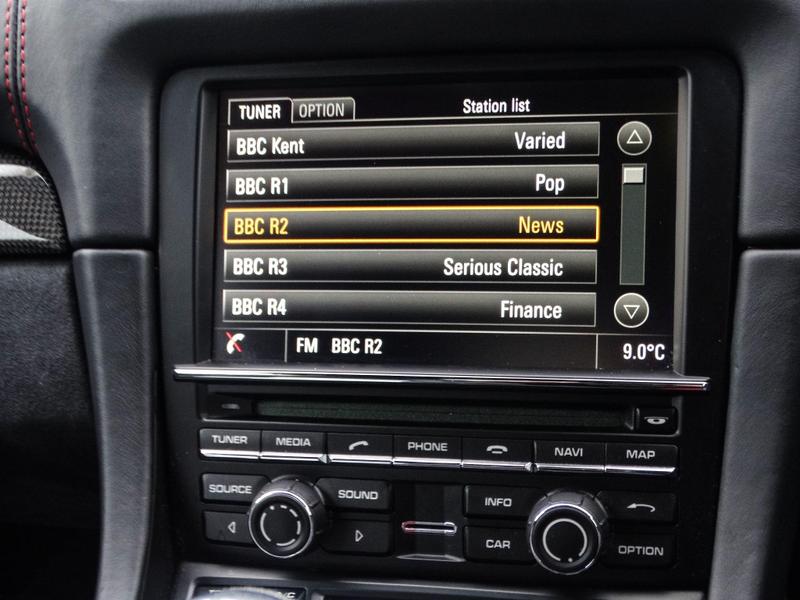 TUNER OPTION Station list
BBC Kent Varied
BBC R1 Pop
BBC R2 News
BBC R3 Serious Classic
BBC R4 Finance
FM BBC R2 9.0°C
TUNER MEDIA PHONE NAVI MAP
SOURCE SOUND INFO
CAR OPTION